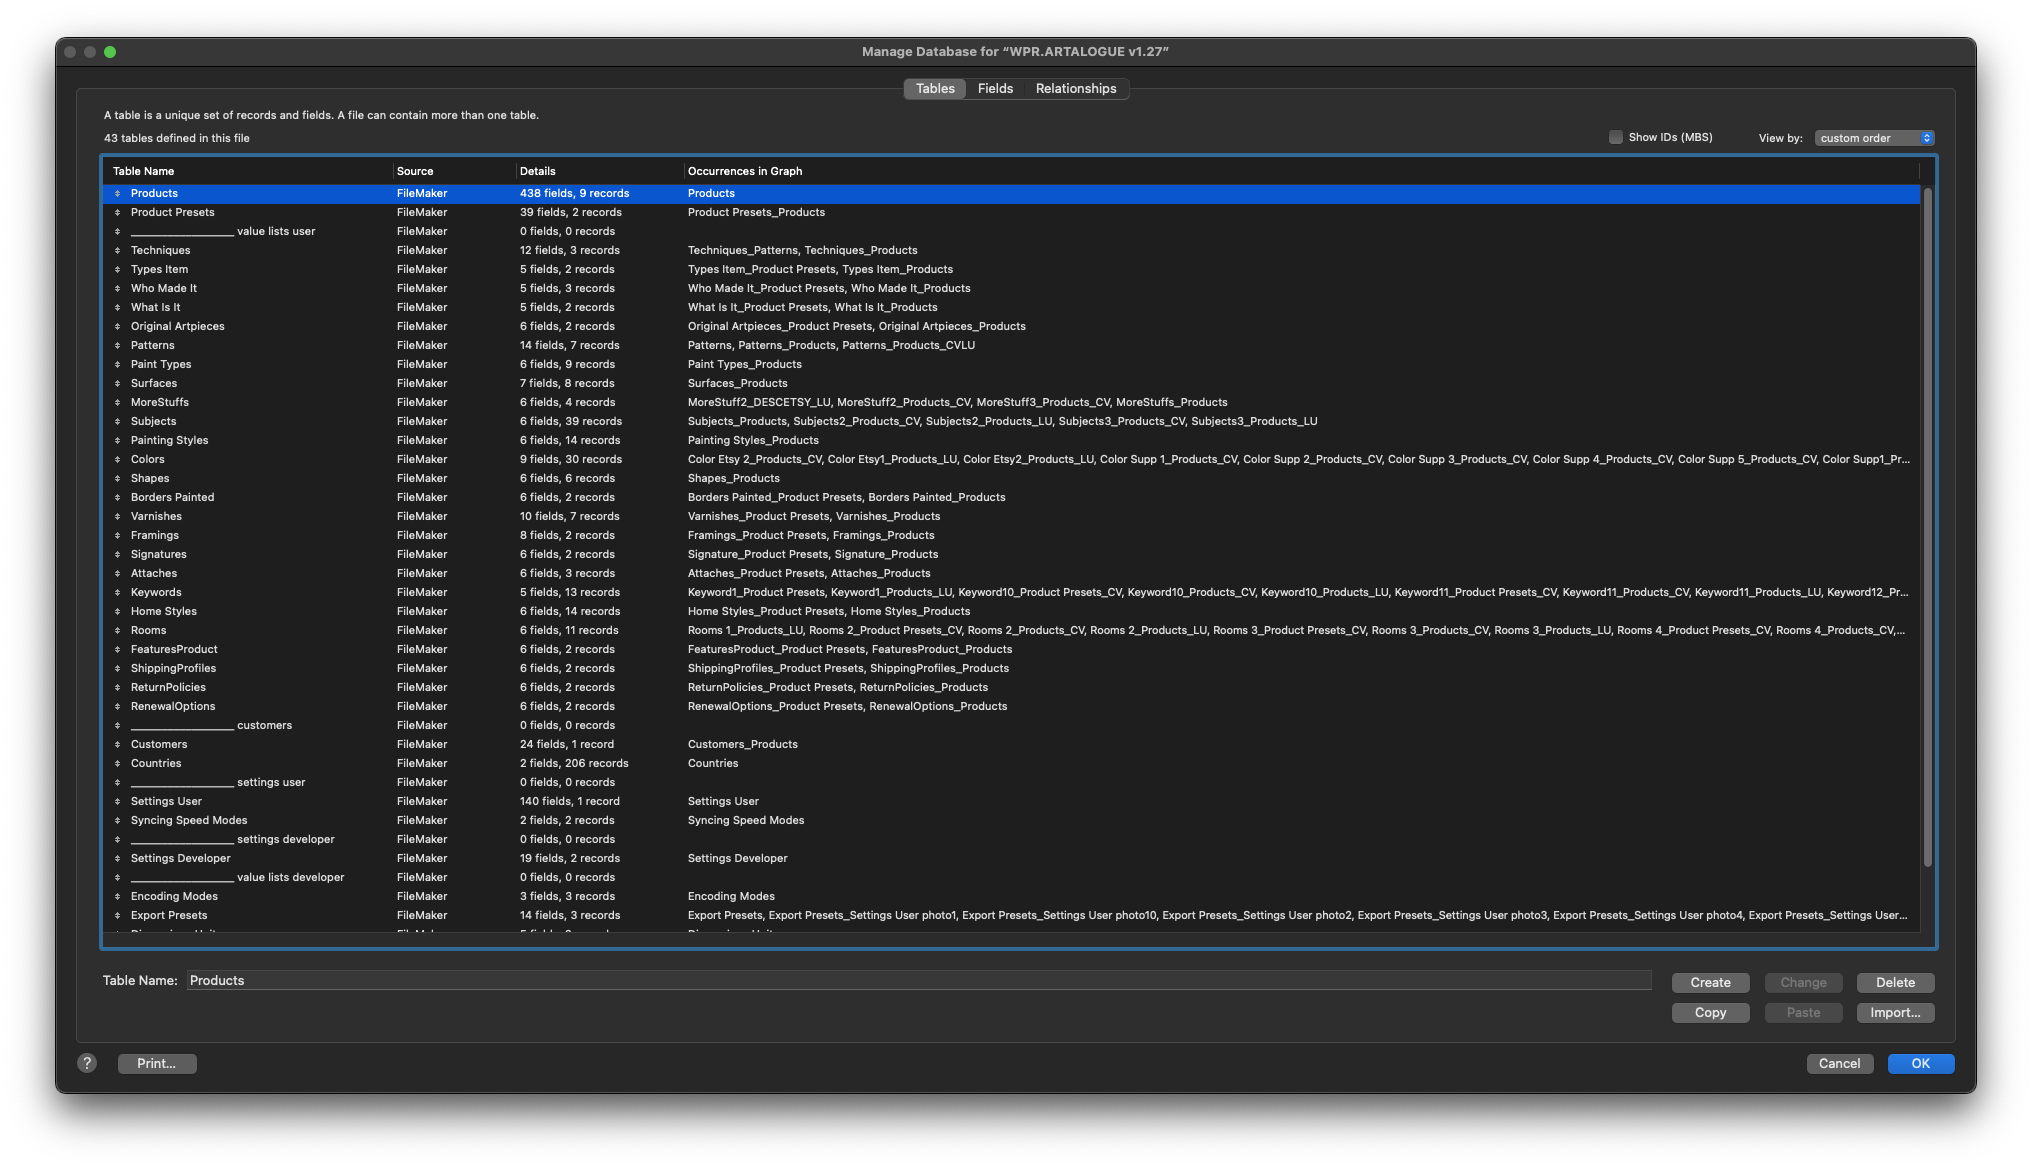 Manage Database for “WPR.ARTALOGUE v1.27”
Tables Fields Relationships
A table is a unique set of records and fields. A file can contain more than one table.
43 tables defined in this file
Show IDs (MBS) View by: custom order
Table Name Source Details Occurrences in Graph
Products FileMaker 438 fields, 9 records Products
Product Presets FileMaker 39 fields, 2 records Product Presets_Products
__________________ value lists user FileMaker 0 fields, 0 records
Techniques FileMaker 12 fields, 3 records Techniques_Patterns, Techniques_Products
Types Item FileMaker 5 fields, 2 records Types Item_Product Presets, Types Item_Products
Who Made It FileMaker 5 fields, 3 records Who Made It_Product Presets, Who Made It_Products
What Is It FileMaker 5 fields, 2 records What Is It_Product Presets, What Is It_Products
Original Artpieces FileMaker 6 fields, 2 records Original Artpieces_Product Presets, Original Artpieces_Products
Patterns FileMaker 14 fields, 7 records Patterns, Patterns_Products, Patterns_Products_CVLU
Paint Types FileMaker 6 fields, 9 records Paint Types_Products
Surfaces FileMaker 7 fields, 8 records Surfaces_Products
MoreStuffs FileMaker 6 fields, 4 records MoreStuff2_DESCETSY_LU, MoreStuff2_Products_CV, MoreStuff3_Products_CV, MoreStuffs_Products
Subjects FileMaker 6 fields, 39 records Subjects_Products, Subjects2_Products_CV, Subjects2_Products_LU, Subjects3_Products_CV, Subjects3_Products_LU
Painting Styles FileMaker 6 fields, 14 records Painting Styles_Products
Colors FileMaker 9 fields, 30 records Color Etsy 2_Products_CV, Color Etsy1_Products_LU, Color Etsy2_Products_LU, Color Supp 1_Products_CV, Color Supp 2_Products_CV, Color Supp 3_Products_CV, Color Supp 4_Products_CV, Color Supp 5_Products_CV, Color Supp1_Pr...
Shapes FileMaker 6 fields, 6 records Shapes_Products
Borders Painted FileMaker 6 fields, 2 records Borders Painted_Product Presets, Borders Painted_Products
Varnishes FileMaker 10 fields, 7 records Varnishes_Product Presets, Varnishes_Products
Framings FileMaker 8 fields, 2 records Framings_Product Presets, Framings_Products
Signatures FileMaker 6 fields, 2 records Signature_Product Presets, Signature_Products
Attaches FileMaker 6 fields, 3 records Attaches_Product Presets, Attaches_Products
Keywords FileMaker 5 fields, 13 records Keyword1_Product Presets, Keyword1_Products_LU, Keyword10_Product Presets_CV, Keyword10_Products_CV, Keyword10_Products_LU, Keyword11_Product Presets_CV, Keyword11_Products_CV, Keyword11_Products_LU, Keyword12_Pr...
Home Styles FileMaker 6 fields, 14 records Home Styles_Product Presets, Home Styles_Products
Rooms FileMaker 6 fields, 11 records Rooms 1_Products_LU, Rooms 2_Product Presets_CV, Rooms 2_Products_CV, Rooms 2_Products_LU, Rooms 3_Product Presets_CV, Rooms 3_Products_CV, Rooms 3_Products_LU, Rooms 4_Product Presets_CV, Rooms 4_Products_CV,...
FeaturesProduct FileMaker 6 fields, 2 records FeaturesProduct_Product Presets, FeaturesProduct_Products
ShippingProfiles FileMaker 6 fields, 2 records ShippingProfiles_Product Presets, ShippingProfiles_Products
ReturnPolicies FileMaker 6 fields, 2 records ReturnPolicies_Product Presets, ReturnPolicies_Products
RenewalOptions FileMaker 6 fields, 2 records RenewalOptions_Product Presets, RenewalOptions_Products
__________________ customers FileMaker 0 fields, 0 records
Customers FileMaker 24 fields, 1 record Customers_Products
Countries FileMaker 2 fields, 206 records Countries
__________________ settings user FileMaker 0 fields, 0 records
Settings User FileMaker 140 fields, 1 record Settings User
Syncing Speed Modes FileMaker 2 fields, 2 records Syncing Speed Modes
__________________ settings developer FileMaker 0 fields, 0 records
Settings Developer FileMaker 19 fields, 2 records Settings Developer
__________________ value lists developer FileMaker 0 fields, 0 records
Encoding Modes FileMaker 3 fields, 3 records Encoding Modes
Export Presets FileMaker 14 fields, 3 records Export Presets, Export Presets_Settings User photo1, Export Presets_Settings User photo10, Export Presets_Settings User photo2, Export Presets_Settings User photo3, Export Presets_Settings User photo4, Export Presets_Settings User...
Table Name: Products
Create Change Delete
Copy Paste Import...
? Print... Cancel OK